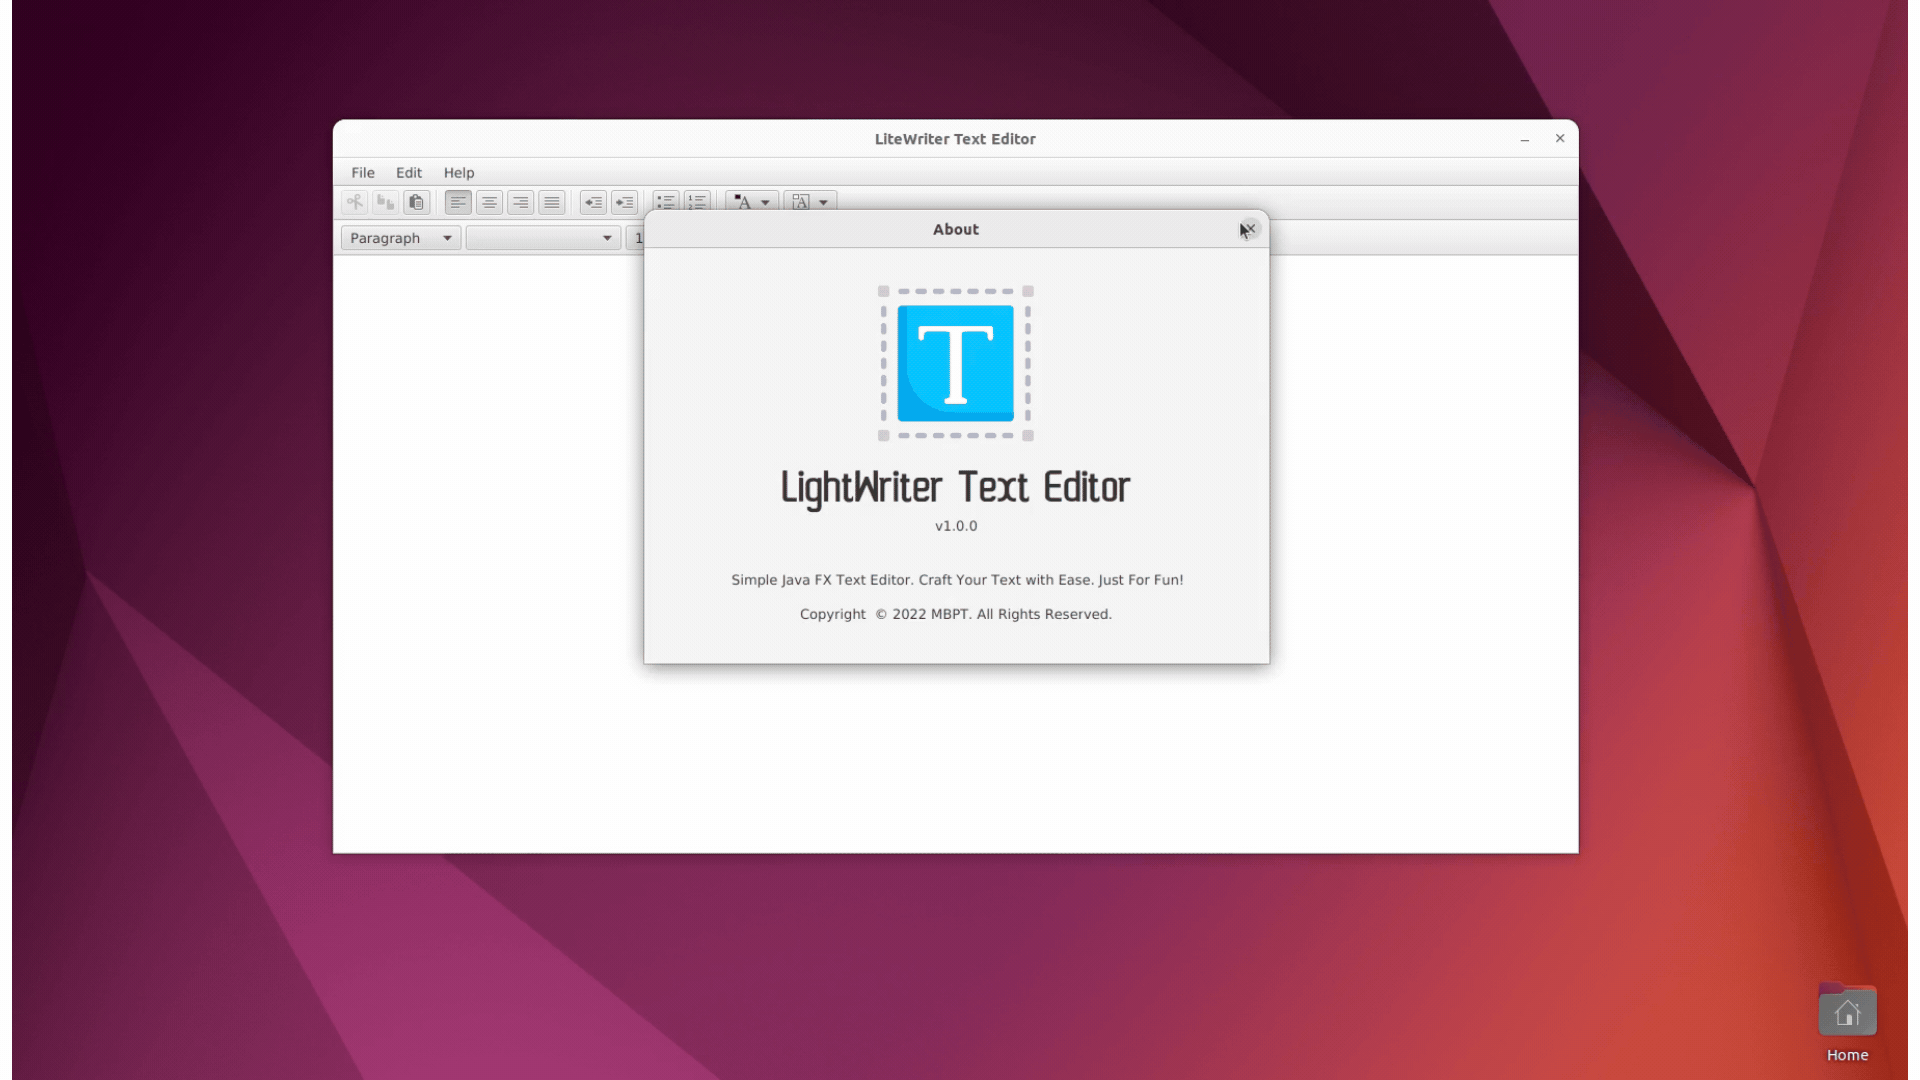 LiteWriter Text Editor
File Edit Help
A A
Paragraph 1
About
T
LightWriter Text Editor
v1.0.0
Simple Java FX Text Editor. Craft Your Text with Ease. Just For Fun!
Copyright © 2022 MBPT. All Rights Reserved.
Home